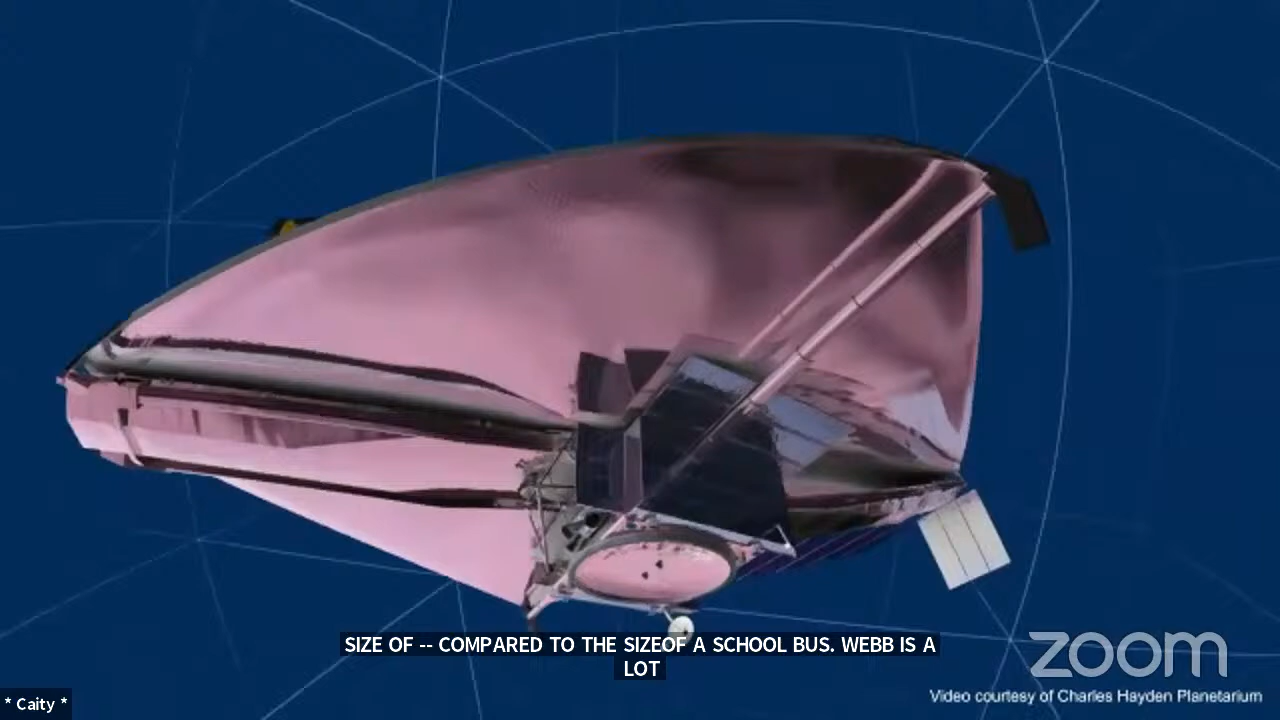 SIZE OF -- COMPARED TO THE SIZEOF A SCHOOL BUS. WEBB IS A
LOT
zoom
Video courtesy of Charles Hayden Planetarium
* Caity *